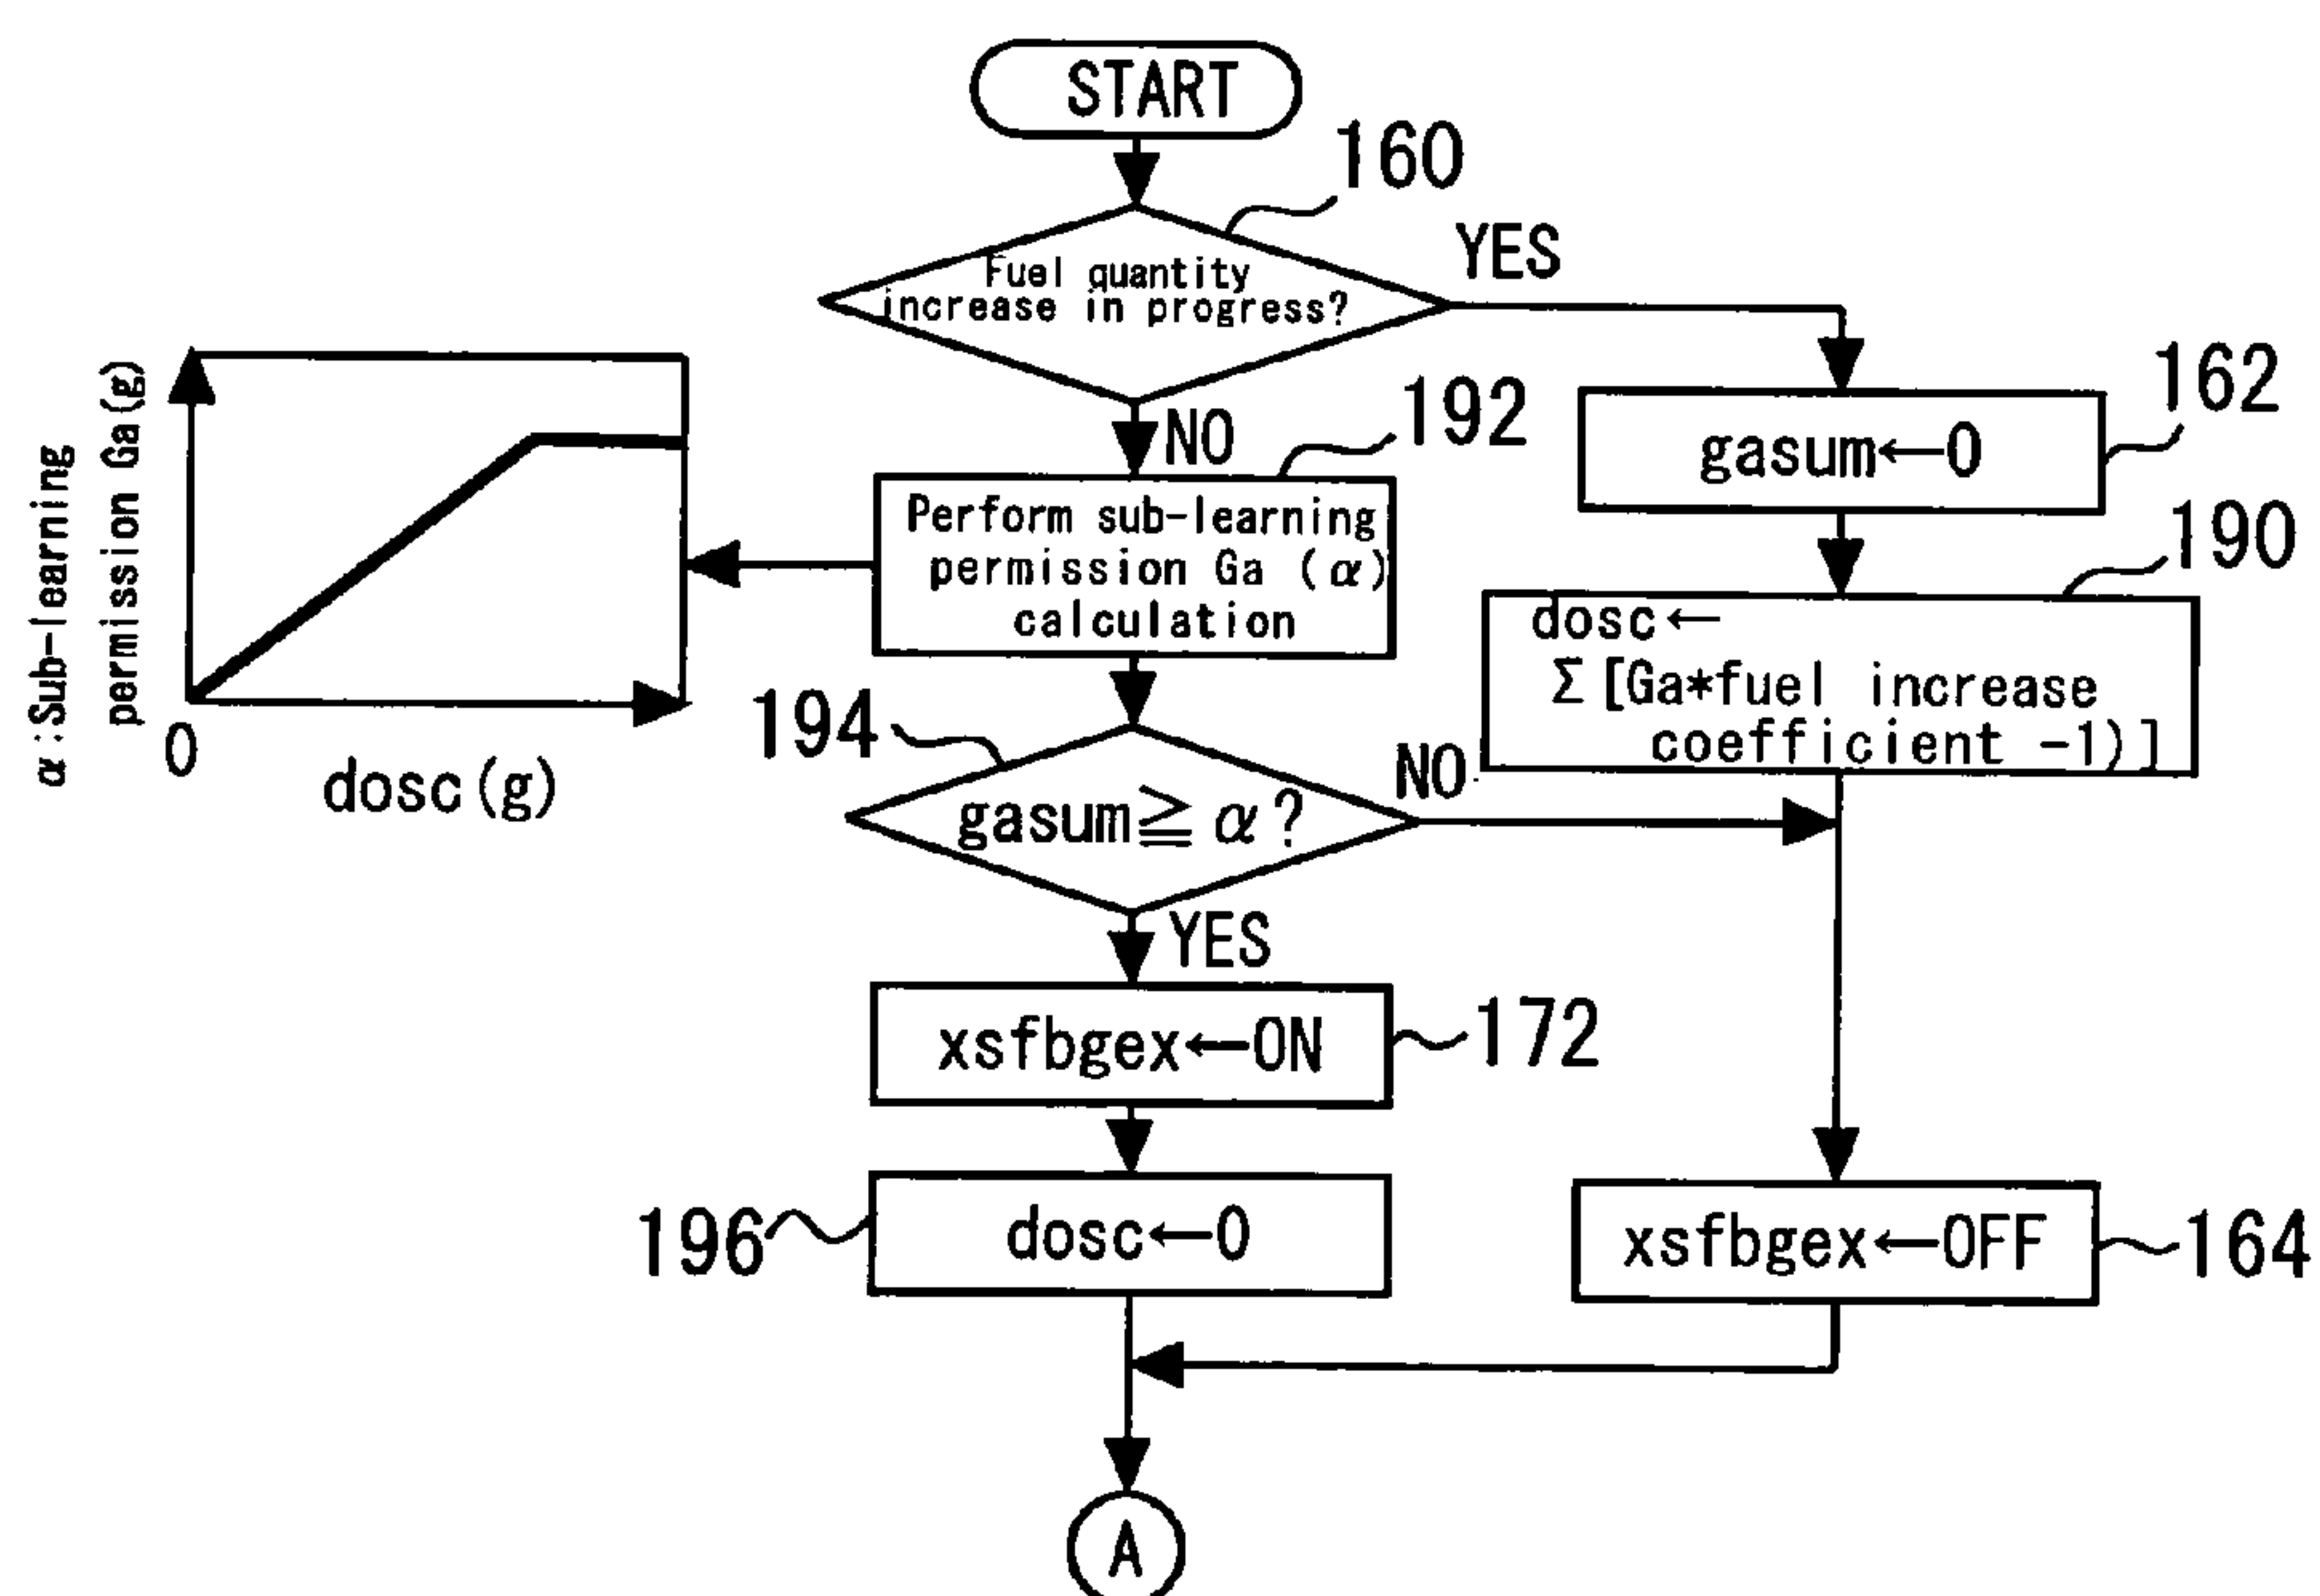 START
160
Fuel quantity
increase in progress?
YES
NO
162
gasum←0
192
Perform sub-learning
permission Ga (α)
calculation
190
dosc←
Σ[Ga*fuel increase
coefficient -1)]
α:Sub-learning
permission Ga(g)
0
dosc(g)
194
gasum≧α?
NO
YES
xsfbgex←ON
172
196
dosc←0
xsfbgex←OFF
164
A